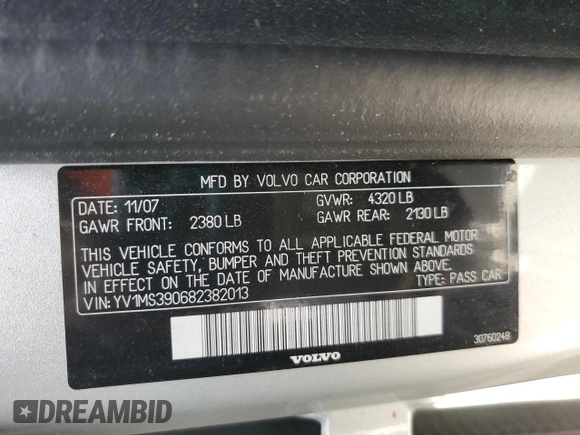 MFD BY VOLVO CAR CORPORATION
DATE: 11/07 GVWR: 4320 LB
GAWR FRONT: 2380 LB GAWR REAR: 2130 LB
THIS VEHICLE CONFORMS TO ALL APPLICABLE FEDERAL MOTOR
VEHICLE SAFETY, BUMPER AND THEFT PREVENTION STANDARDS
IN EFFECT ON THE DATE OF MANUFACTURE SHOWN ABOVE.
VIN: YV1MS390682382013 TYPE: PASS CAR
VOLVO 30760248
DREAMBID